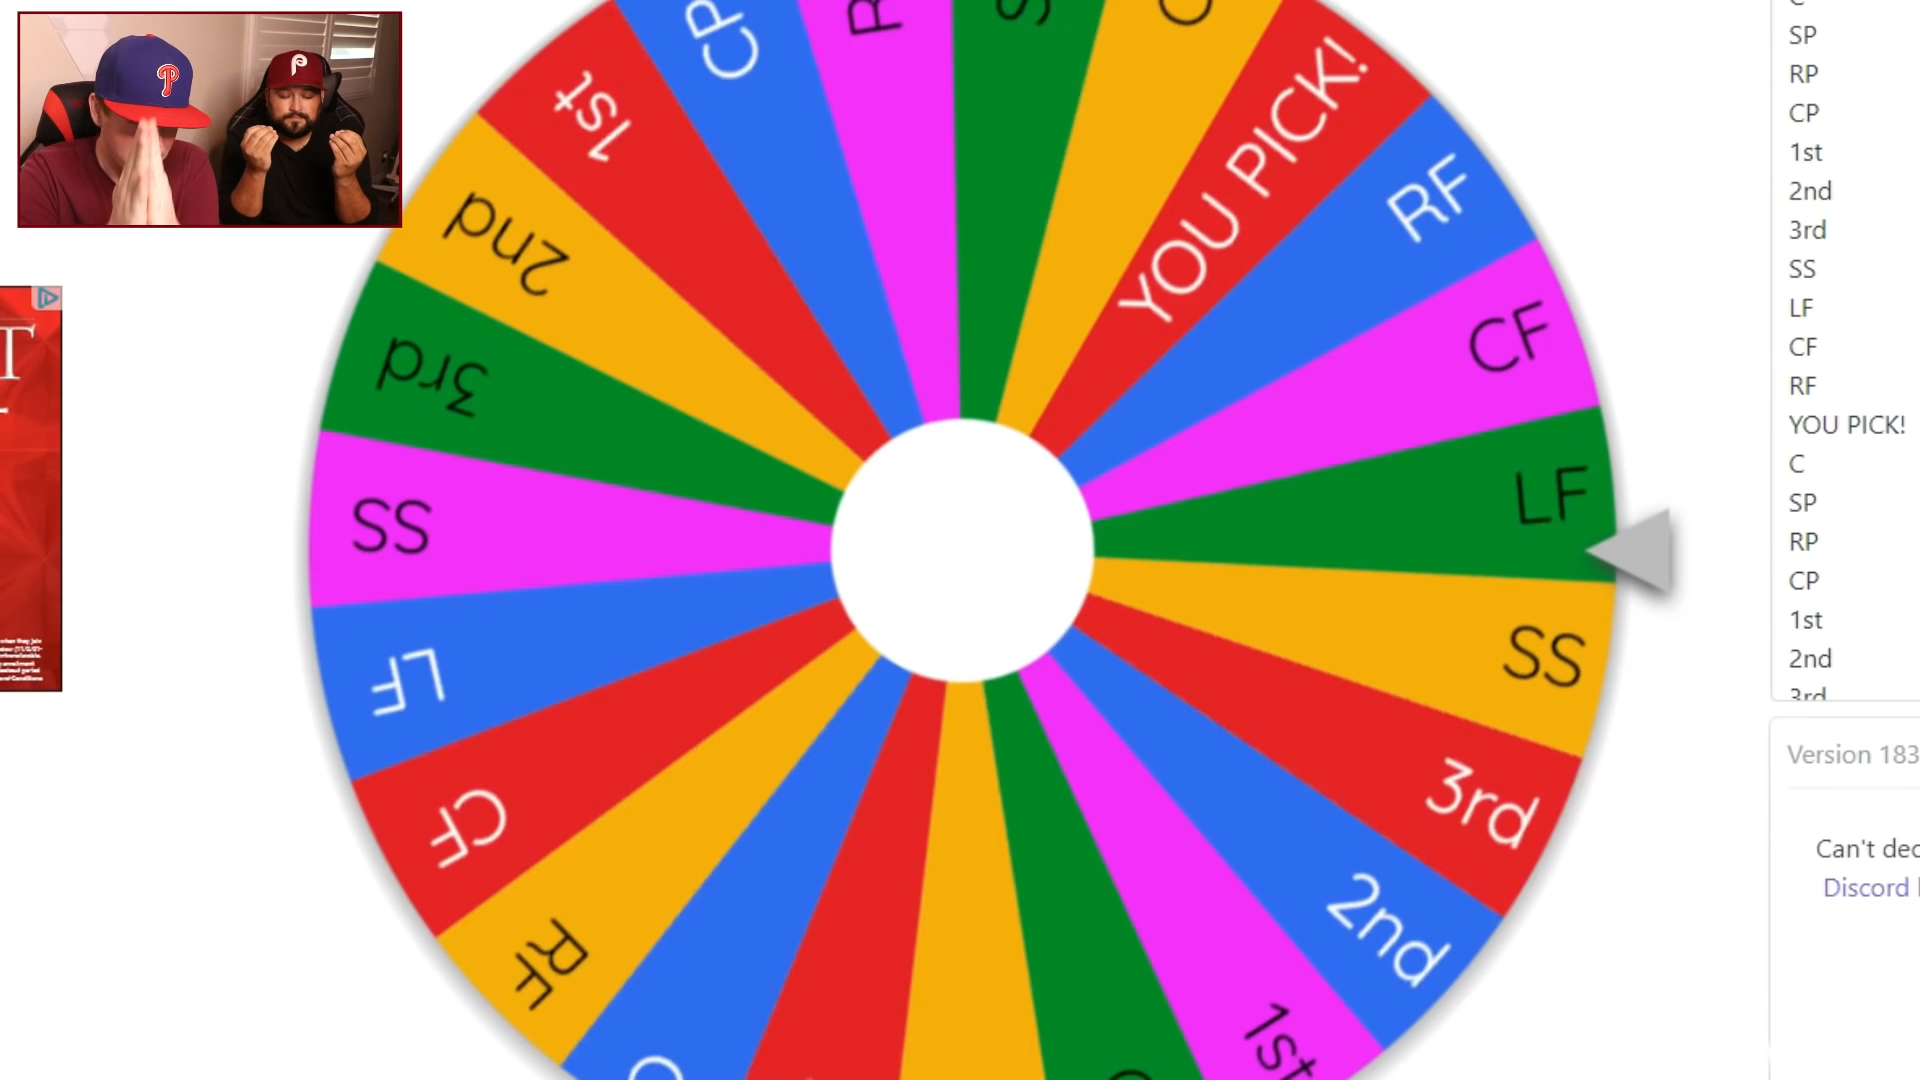 CP
YOU PICK!
1st
RF
2nd
CF
3rd
LF
SS
SS
LF
3rd
CF
2nd
RF
1st
P
P
T
SP
RP
CP
1st
2nd
3rd
SS
LF
CF
RF
YOU PICK!
C
SP
RP
CP
1st
2nd
3rd
Version 183
Can't dec
Discord